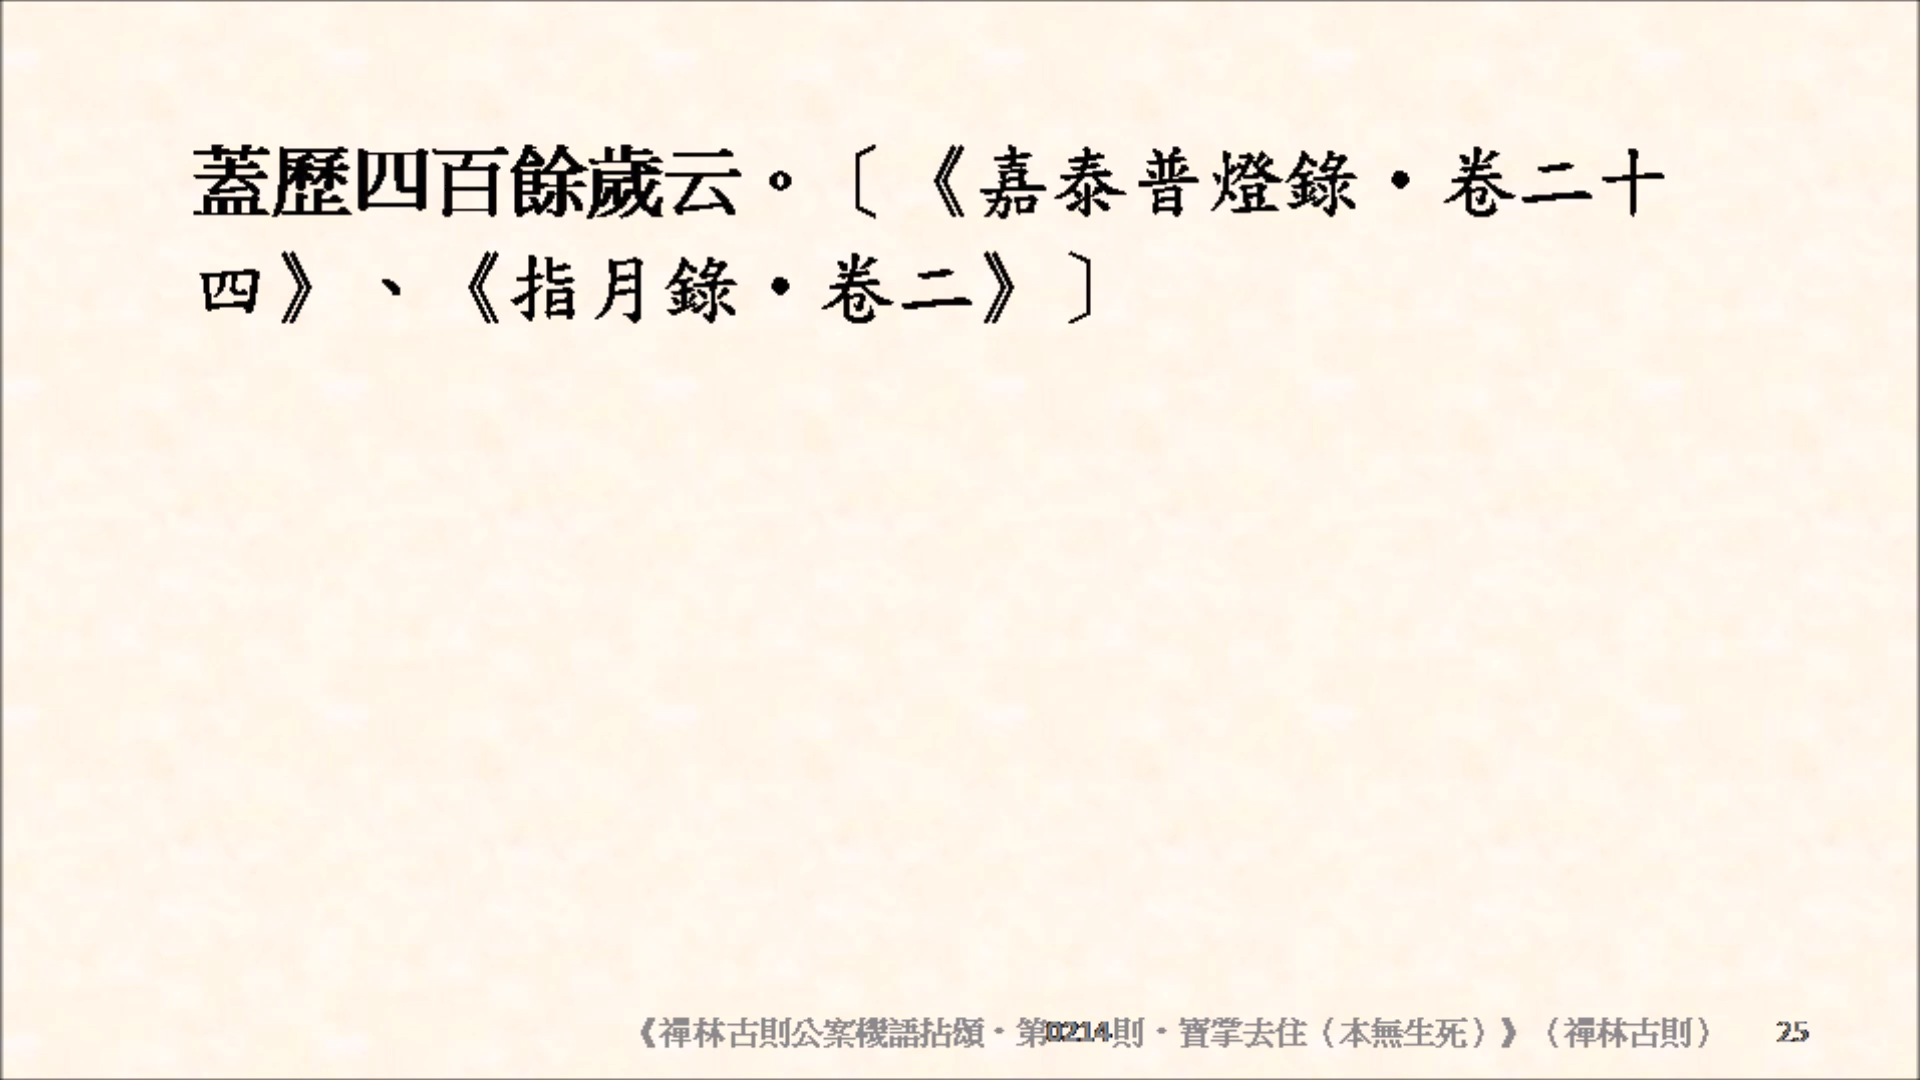 蓋歷四百餘歲云。〔《嘉泰普燈錄‧卷二十
四》、《指月錄‧卷二》〕
《禪林古則公案機語拈頌‧第0214則‧寶掌去住（本無生死）》（禪林古則） 25